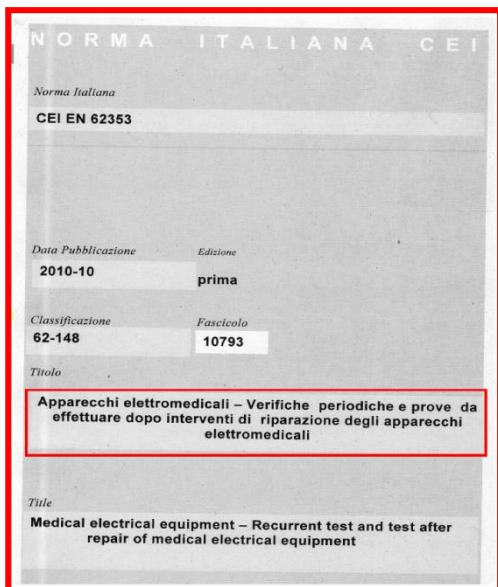 NORMA ITALIANA CEI
Norma Italiana
CEI EN 62353
Data Pubblicazione Edizione
2010-10 prima
Classificazione Fascicolo
62-148 10793
Titolo
Apparecchi elettromedicali – Verifiche periodiche e prove da
effettuare dopo interventi di riparazione degli apparecchi
elettromedicali
Title
Medical electrical equipment – Recurrent test and test after
repair of medical electrical equipment